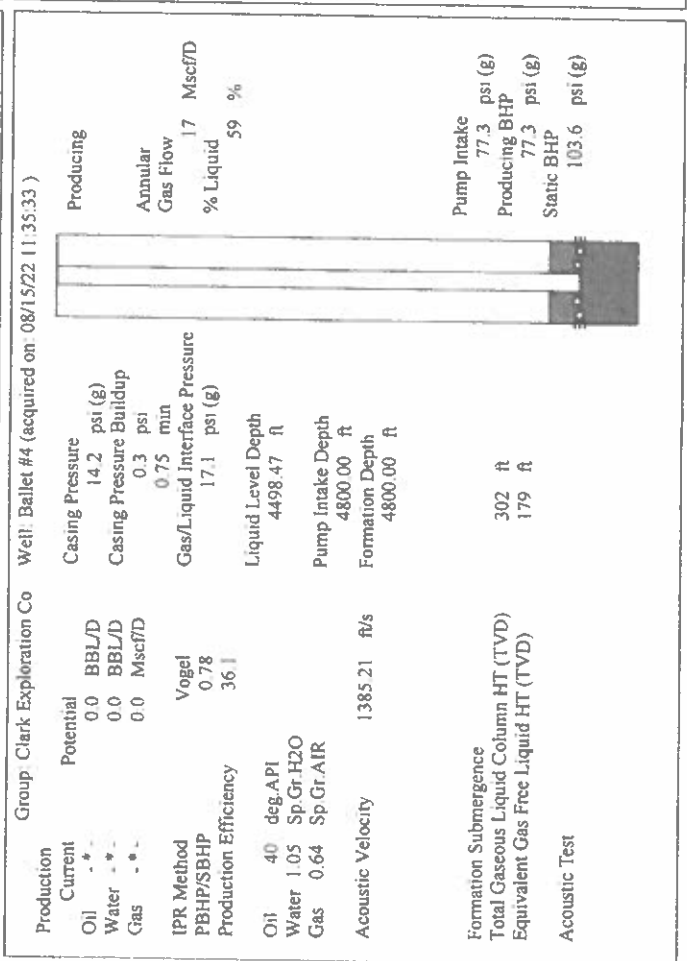 Group: Clark Exploration Co Well: Ballet #4 (acquired on: 08/15/22 11:35:33 )
Production
Current Potential
Oil - * - 0.0 BBL/D
Water - * - 0.0 BBL/D
Gas - * - 0.0 Mscf/D
IPR Method Vogel
PBHP/SBHP 0.78
Production Efficiency 36.1
Oil 40 deg.API
Water 1.05 Sp.Gr.H2O
Gas 0.64 Sp.Gr.AIR
Acoustic Velocity 1385.21 ft/s
Formation Submergence
Total Gaseous Liquid Column HT (TVD) 302 ft
Equivalent Gas Free Liquid HT (TVD) 179 ft
Acoustic Test
Casing Pressure
14.2 psi (g)
Casing Pressure Buildup
0.3 psi
0.75 min
Gas/Liquid Interface Pressure
17.1 psi (g)
Liquid Level Depth
4498.47 ft
Pump Intake Depth
4800.00 ft
Formation Depth
4800.00 ft
Producing
Annular
Gas Flow
17 Mscf/D
% Liquid
59 %
Pump Intake
77.3 psi (g)
Producing BHP
77.3 psi (g)
Static BHP
103.6 psi (g)